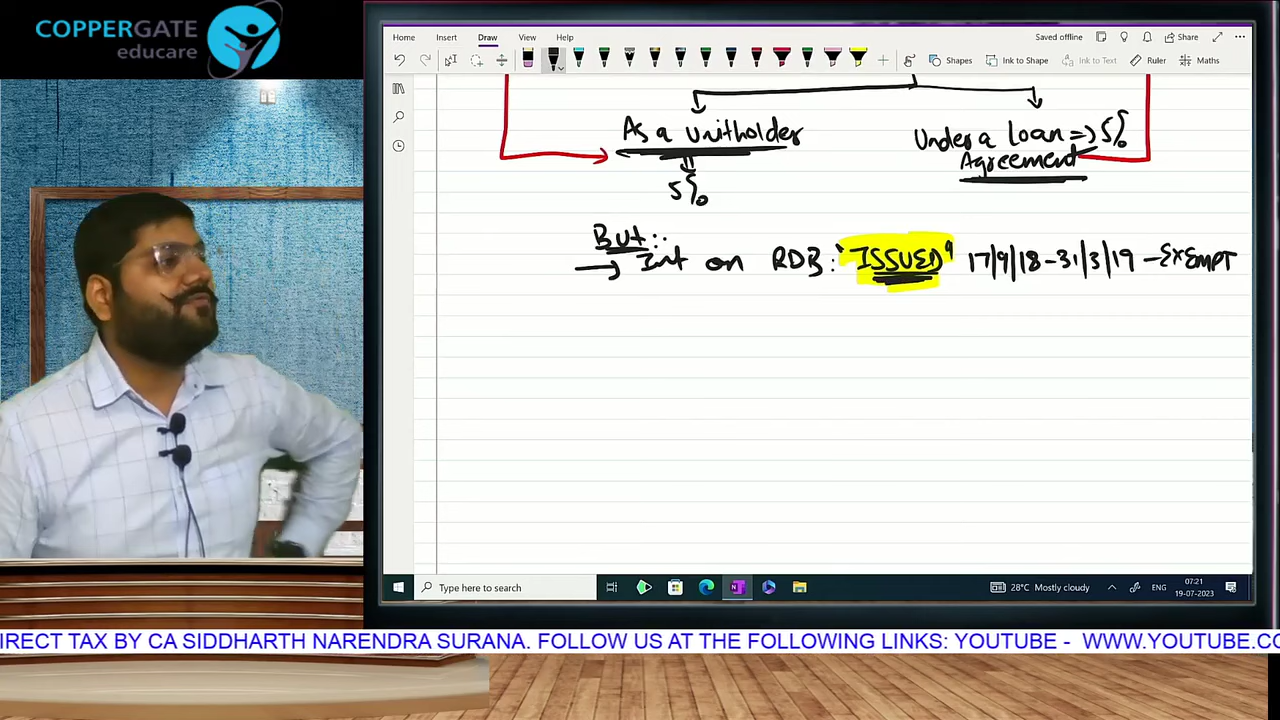 COPPERGATE
educare
Home Insert Draw View Help
Saved offline Share
Shapes Ink to Shape Ink to Text Ruler Maths
As a unitholder
5%
Under a Loan => 5%
Agreement
But:
→ Int on RDB: "ISSUED" 17/9/18-31/3/19 - EXEMPT
Type here to search
28°C Mostly cloudy ENG 07:21
19-07-2023
DIRECT TAX BY CA SIDDHARTH NARENDRA SURANA. FOLLOW US AT THE FOLLOWING LINKS: YOUTUBE - WWW.YOUTUBE.CO